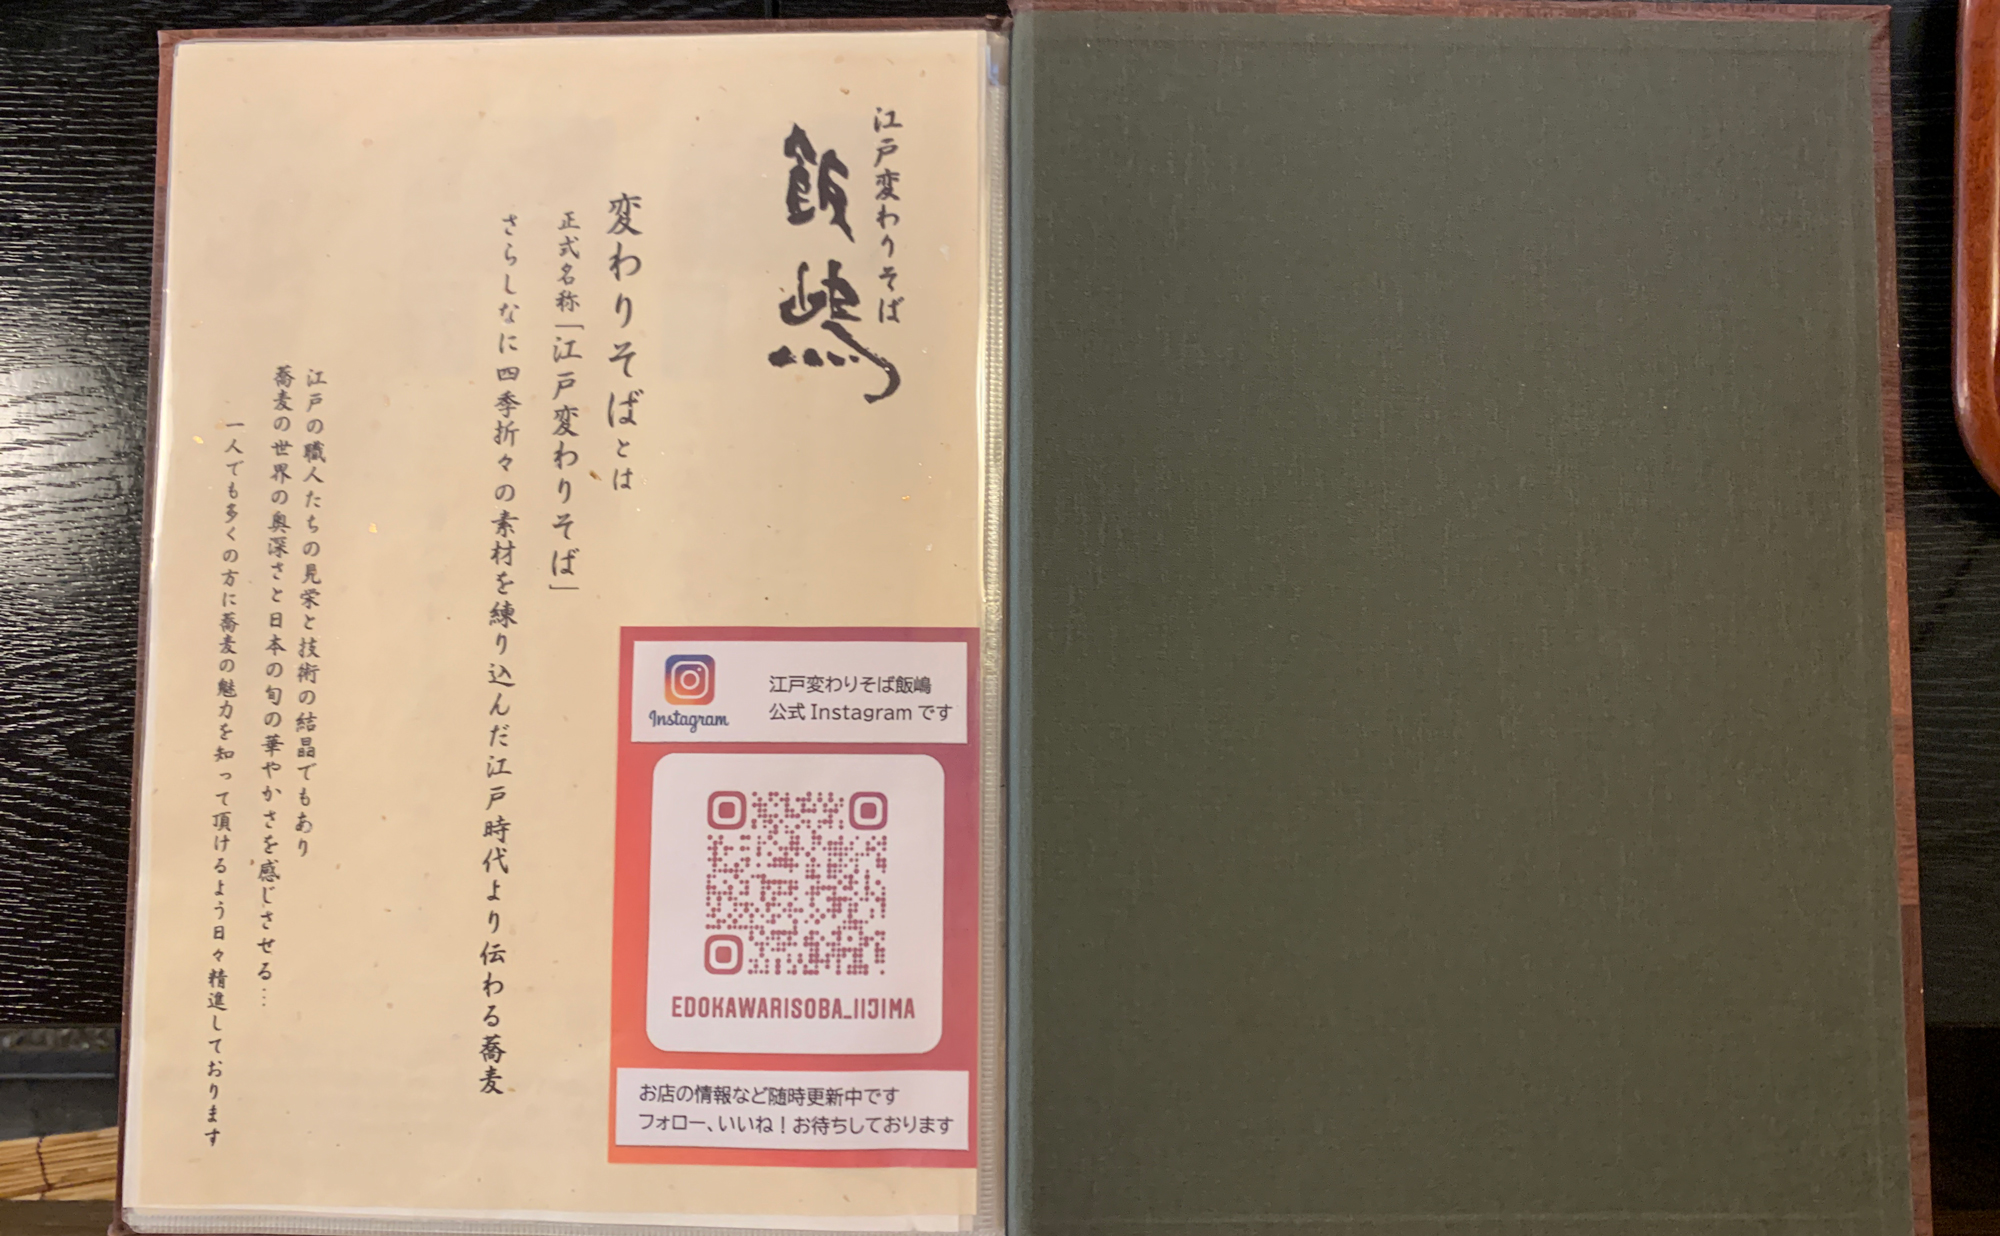 江戸変わりそば
飯嶋
変わりそばとは
正式名称「江戸変わりそば」
さらしなに四季折々の素材を練り込んだ江戸時代より伝わる蕎麦
江戸の職人たちの見栄と技術の結晶でもあり
蕎麦の世界の奥深さと日本の旬の華やかさを感じさせる…
一人でも多くの方に蕎麦の魅力を知って頂けるよう日々精進しております
Instagram
江戸変わりそば飯嶋
公式 Instagram です
EDOKAWARISOBA_IIJIMA
お店の情報など随時更新中です
フォロー、いいね！お待ちしております